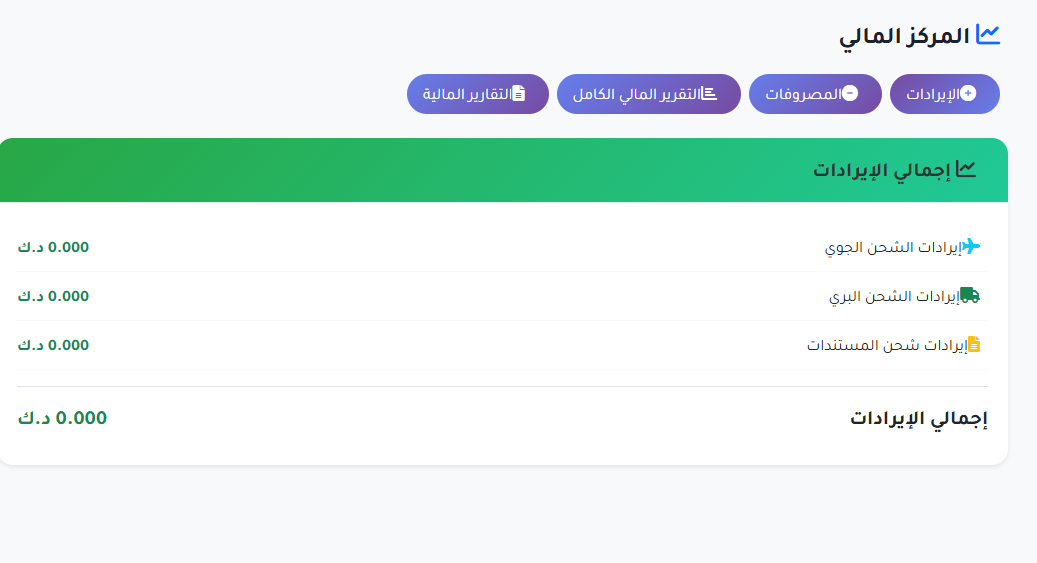 المركز المالي
الإيرادات المصروفات التقرير المالي الكامل التقارير المالية
إجمالي الإيرادات
إيرادات الشحن الجوي 0.000 د.ك
إيرادات الشحن البري 0.000 د.ك
إيرادات شحن المستندات 0.000 د.ك
إجمالي الإيرادات 0.000 د.ك